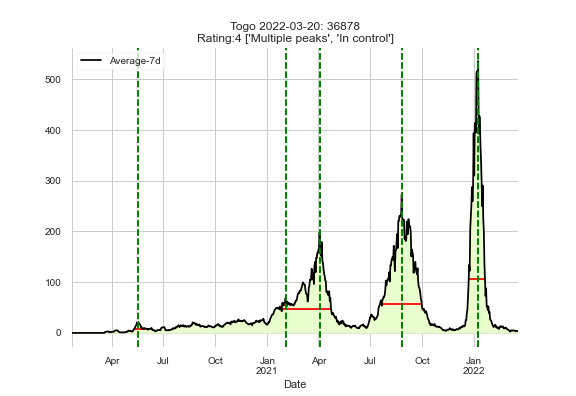 Togo 2022-03-20: 36878
Rating:4 ['Multiple peaks', 'In control']
Average-7d
500
400
300
200
100
0
Apr Jul Oct Jan Apr Jul Oct Jan
2021 2022
Date